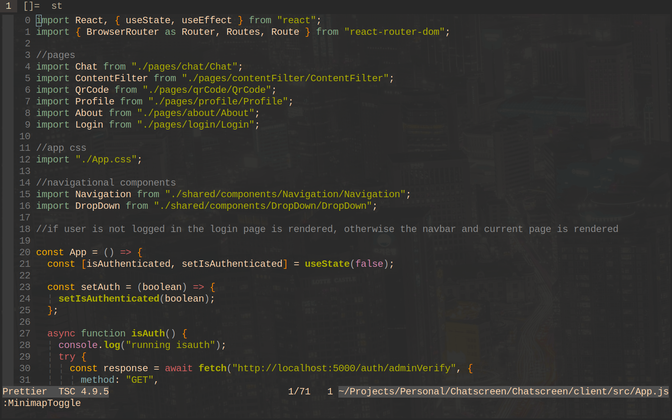 1 []= st
0 import React, { useState, useEffect } from "react";
1 import { BrowserRouter as Router, Routes, Route } from "react-router-dom";
2
3 //pages
4 import Chat from "./pages/chat/Chat";
5 import ContentFilter from "./pages/contentFilter/ContentFilter";
6 import QrCode from "./pages/qrCode/QrCode";
7 import Profile from "./pages/profile/Profile";
8 import About from "./pages/about/About";
9 import Login from "./pages/login/Login";
10
11 //app css
12 import "./App.css";
13
14 //navigational components
15 import Navigation from "./shared/components/Navigation/Navigation";
16 import DropDown from "./shared/components/DropDown/DropDown";
17
18 //if user is not logged in the login page is rendered, otherwise the navbar and current page is rendered
19
20 const App = () => {
21 const [isAuthenticated, setIsAuthenticated] = useState(false);
22
23 const setAuth = (boolean) => {
24 setIsAuthenticated(boolean);
25 };
26
27 async function isAuth() {
28 console.log("running isauth");
29 try {
30 const response = await fetch("http://localhost:5000/auth/adminVerify", {
31 method: "GET",
Prettier TSC 4.9.5 1/71 1 ~/Projects/Personal/Chatscreen/Chatscreen/client/src/App.js
:MinimapToggle